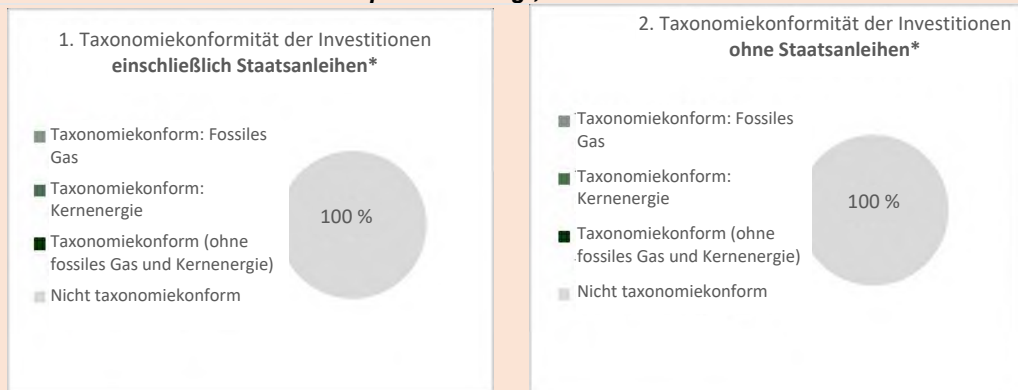 1. Taxonomiekonformität der Investitionen
einschließlich Staatsanleihen*
Taxonomiekonform: Fossiles
Gas
Taxonomiekonform:
Kernenergie
Taxonomiekonform (ohne
fossiles Gas und Kernenergie)
Nicht taxonomiekonform
100 %
2. Taxonomiekonformität der Investitionen
ohne Staatsanleihen*
Taxonomiekonform: Fossiles
Gas
Taxonomiekonform:
Kernenergie
Taxonomiekonform (ohne
fossiles Gas und Kernenergie)
Nicht taxonomiekonform
100 %